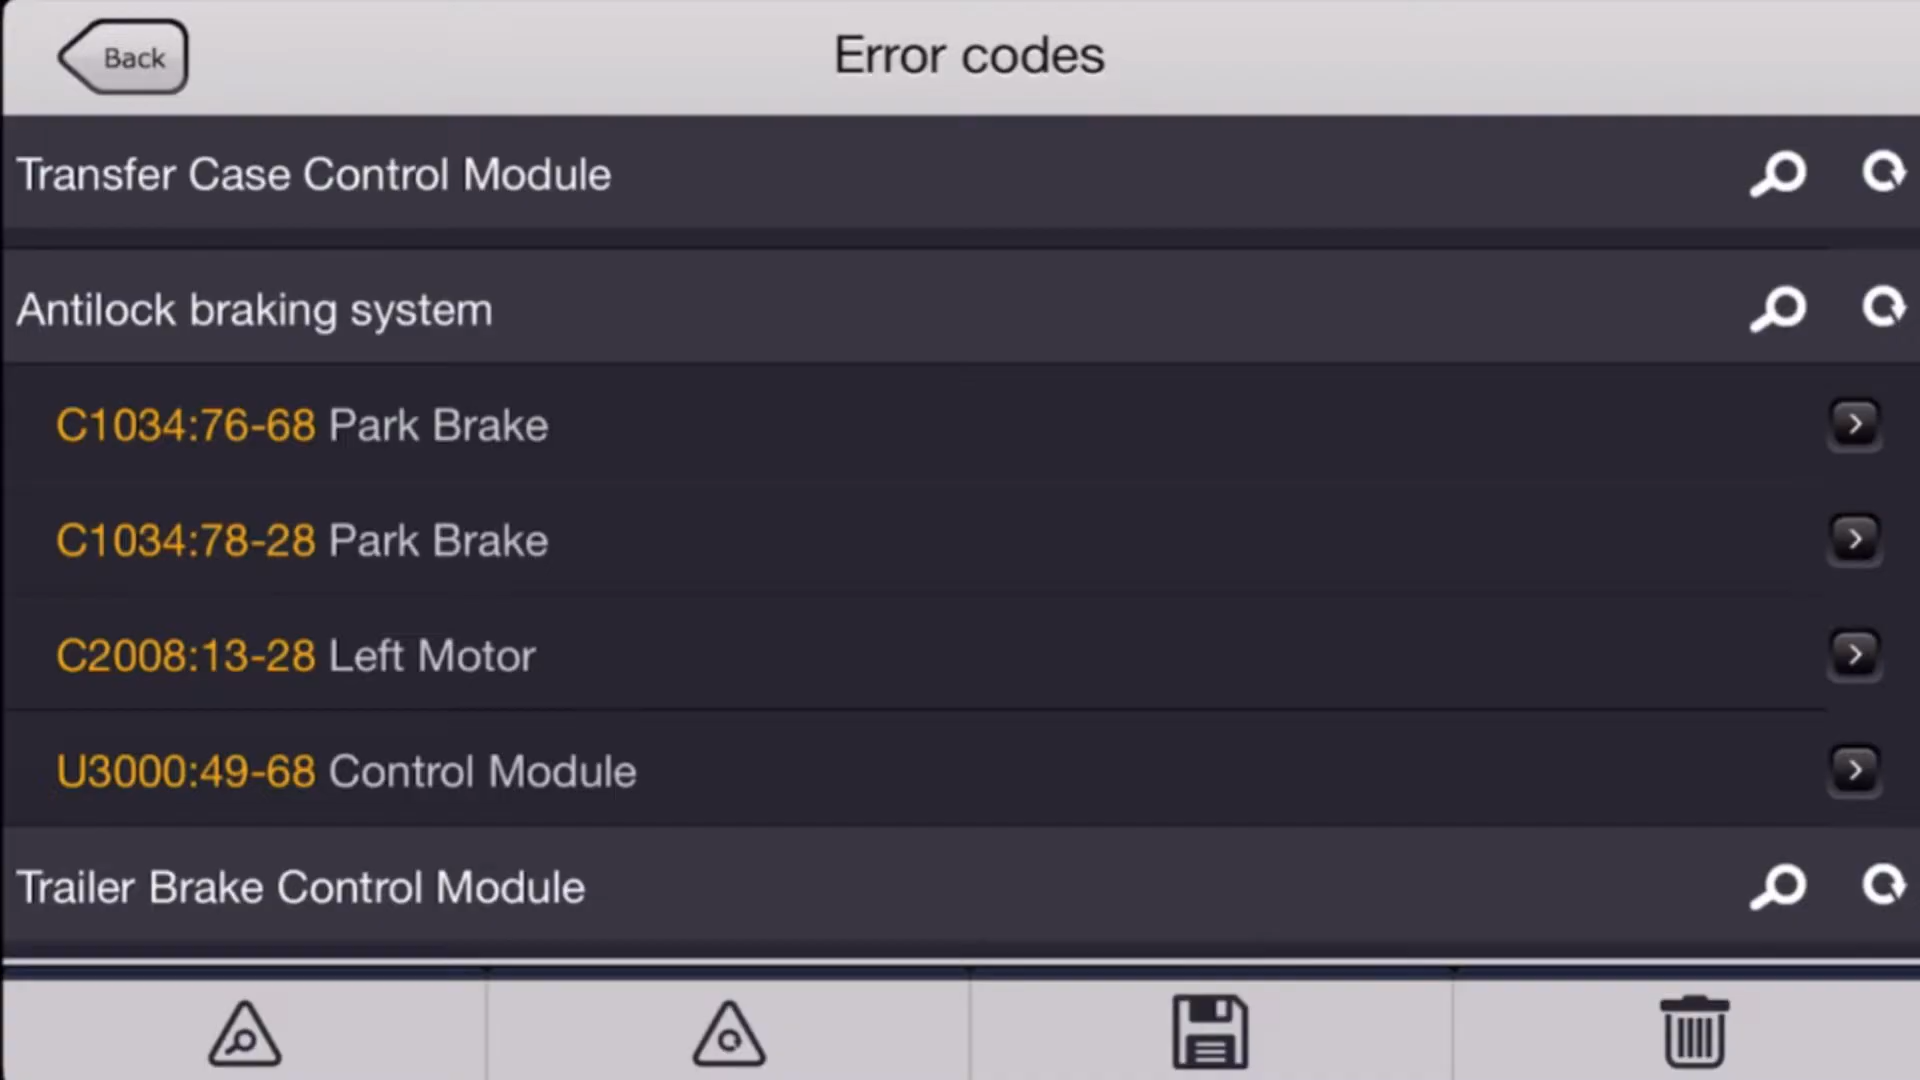 Back
Error codes
Transfer Case Control Module
Antilock braking system
C1034:76-68 Park Brake
C1034:78-28 Park Brake
C2008:13-28 Left Motor
U3000:49-68 Control Module
Trailer Brake Control Module